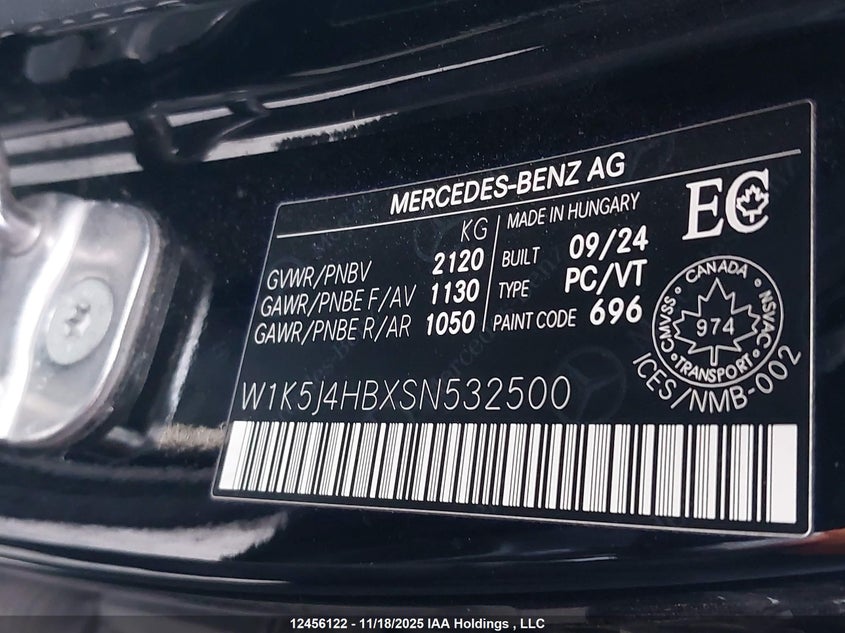 MERCEDES-BENZ AG
KG
MADE IN HUNGARY
EC
GVWR/PNBV 2120
BUILT 09/24
GAWR/PNBE F/AV 1130
TYPE PC/VT
GAWR/PNBE R/AR 1050
PAINT CODE 696
CANADA
CMVSS
NSVAC
974
TRANSPORT
ICES/NMB-002
W1K5J4HBXSN532500
12456122 - 11/18/2025 IAA Holdings , LLC